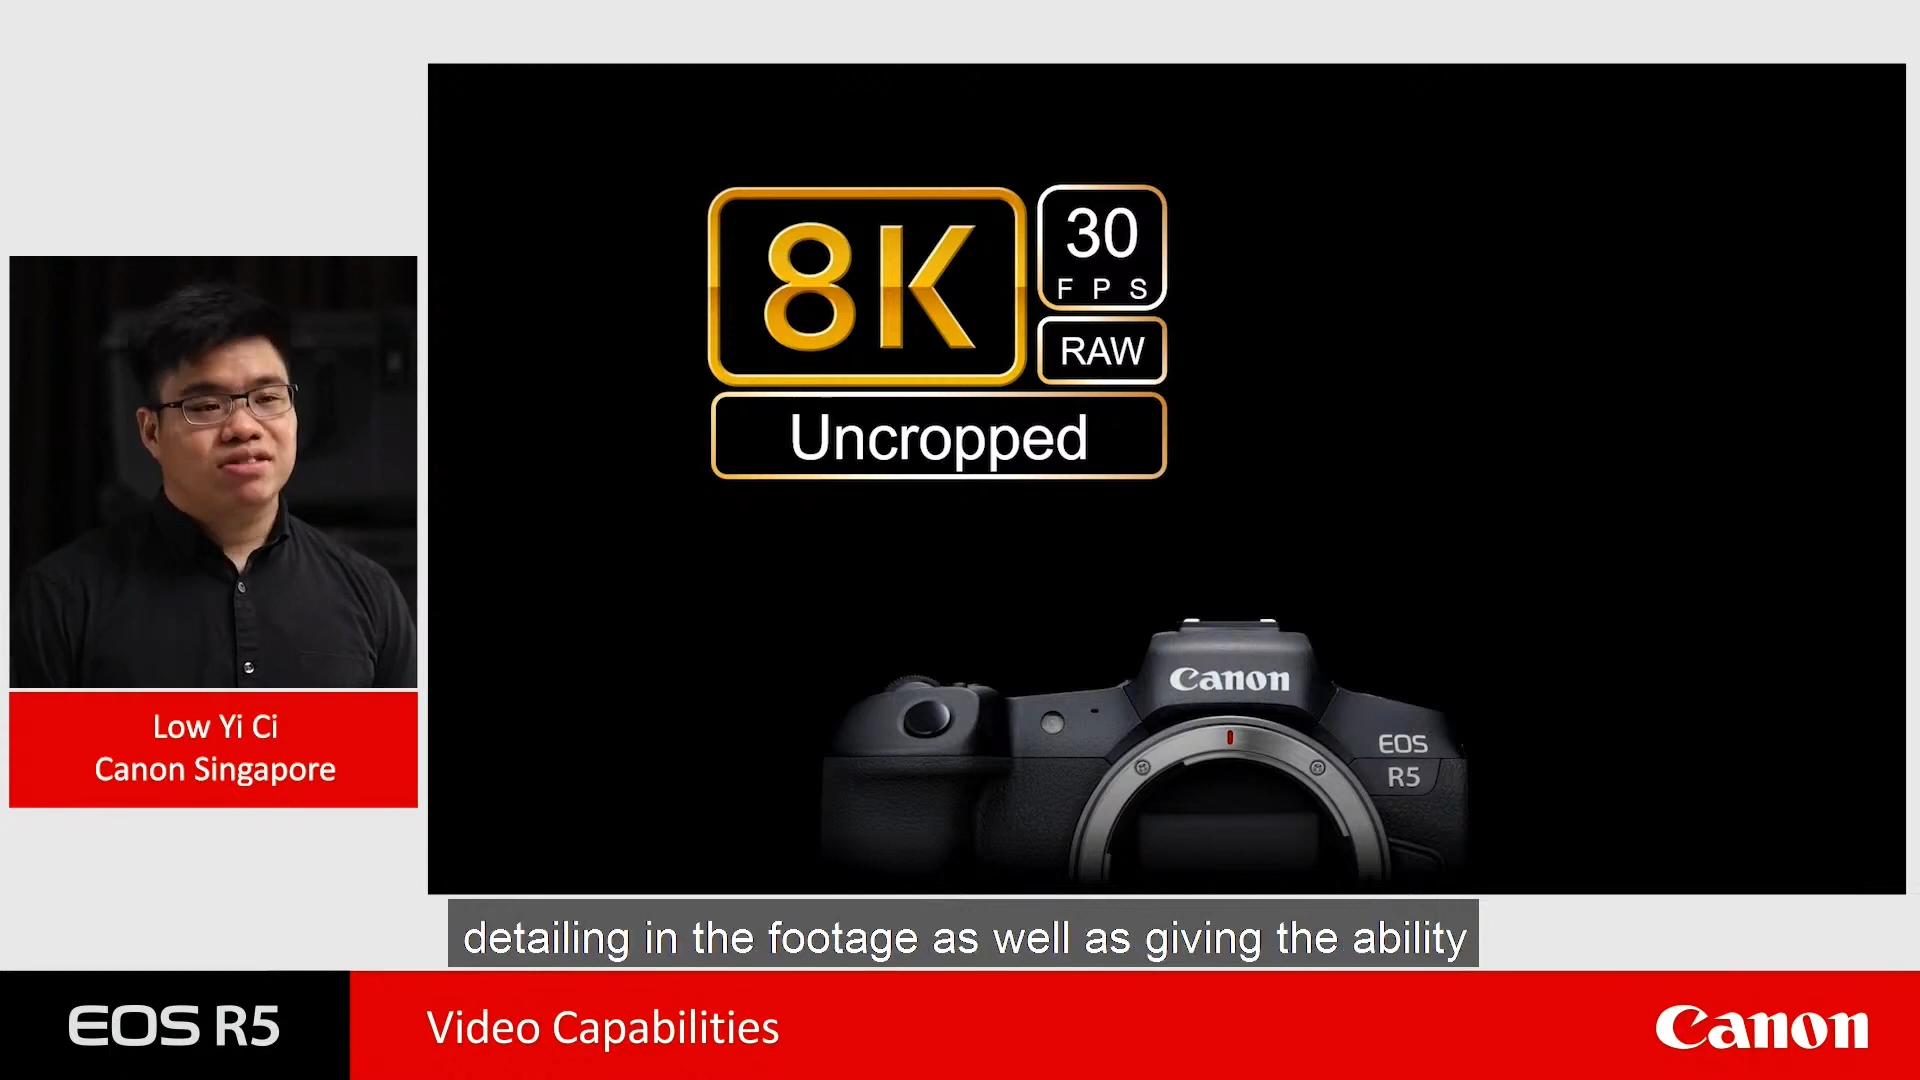 8K
30
F P S
RAW
Uncropped
Canon
EOS
R5
Low Yi Ci
Canon Singapore
detailing in the footage as well as giving the ability
EOS R5
Video Capabilities
Canon